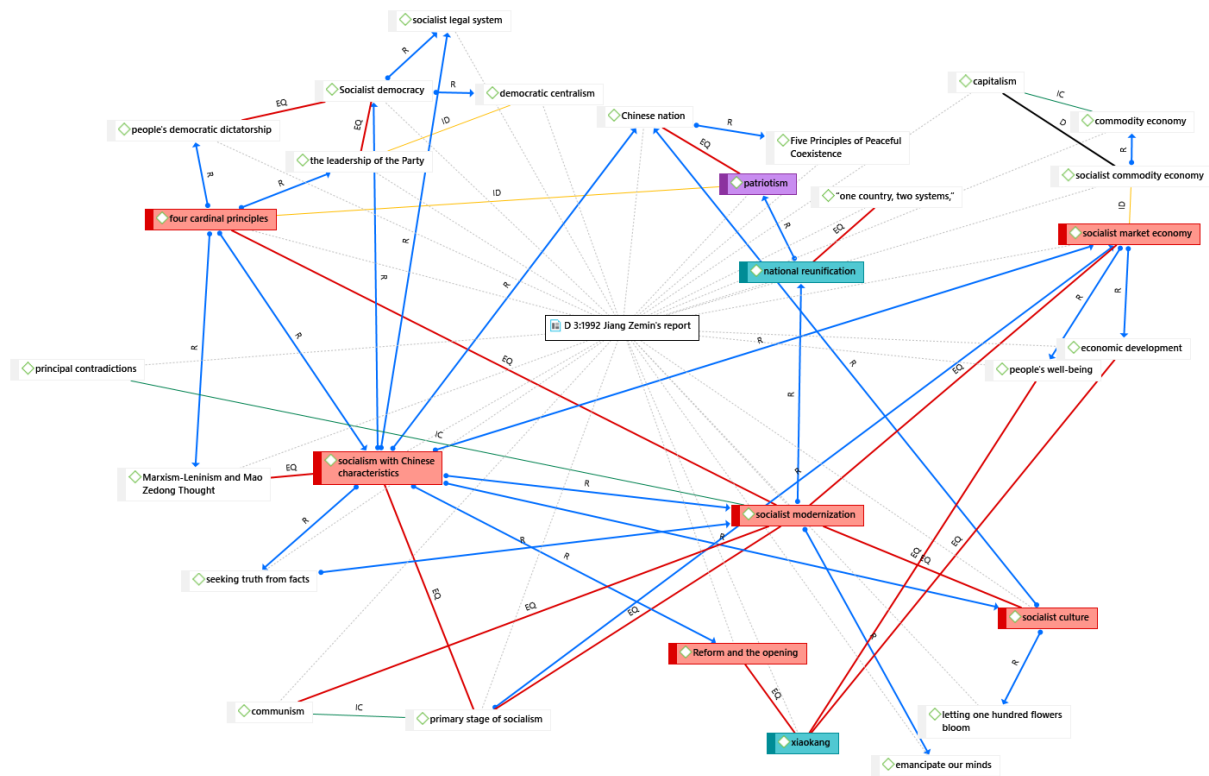 socialist legal system
R
Socialist democracy
R
democratic centralism
capitalism
IC
EQ
EQ
ID
Chinese nation
R
D
commodity economy
people's democratic dictatorship
the leadership of the Party
EQ
Five Principles of Peaceful
Coexistence
R
R
R
patriotism
socialist commodity economy
ID
"one country, two systems,"
ID
four cardinal principles
R
EQ
socialist market economy
R
R
national reunification
R
R
R
D 3:1992 Jiang Zemin's report
R
R
EQ
R
economic development
principal contradictions
R
EQ
people's well-being
R
IC
socialism with Chinese
characteristics
EQ
Marxism-Leninism and Mao
Zedong Thought
R
R
socialist modernization
R
R
R
R
EQ
EQ
EQ
seeking truth from facts
EQ
EQ
EQ
socialist culture
R
Reform and the opening
R
EQ
communism
IC
primary stage of socialism
letting one hundred flowers
bloom
xiaokang
emancipate our minds